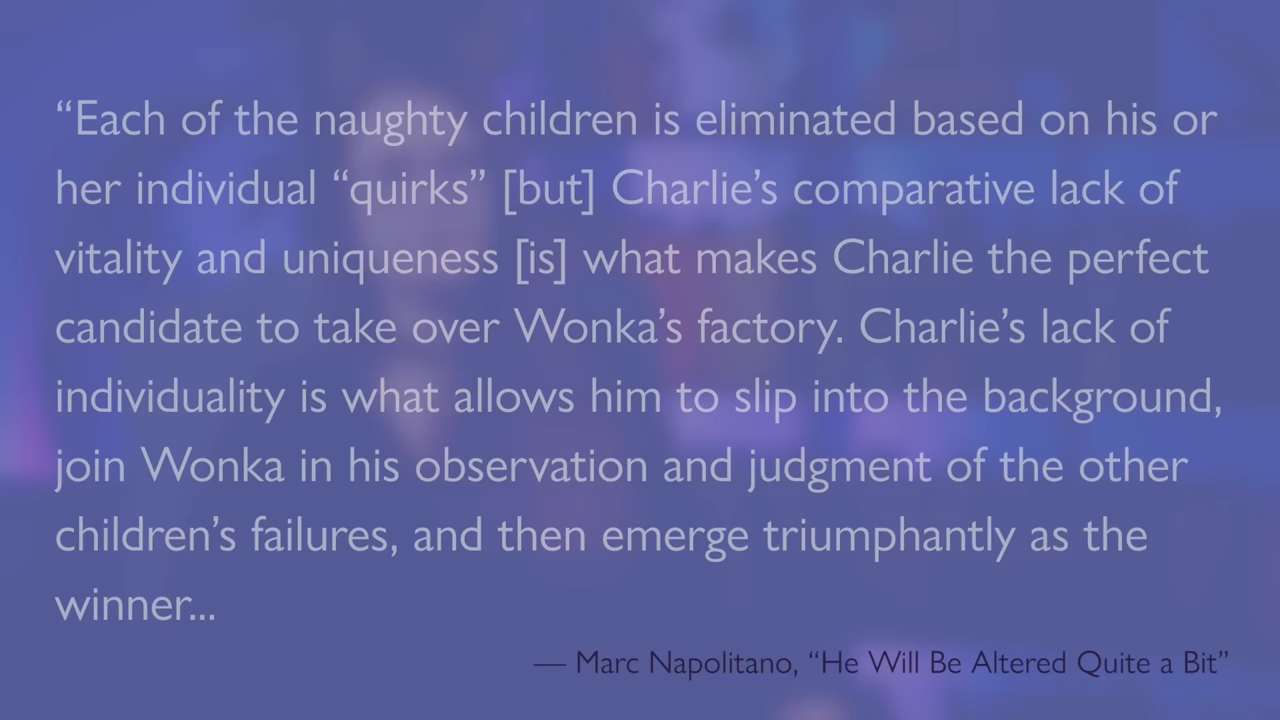 “Each of the naughty children is eliminated based on his or
her individual “quirks” [but] Charlie’s comparative lack of
vitality and uniqueness [is] what makes Charlie the perfect
candidate to take over Wonka’s factory. Charlie’s lack of
individuality is what allows him to slip into the background,
join Wonka in his observation and judgment of the other
children’s failures, and then emerge triumphantly as the
winner...
— Marc Napolitano, “He Will Be Altered Quite a Bit”